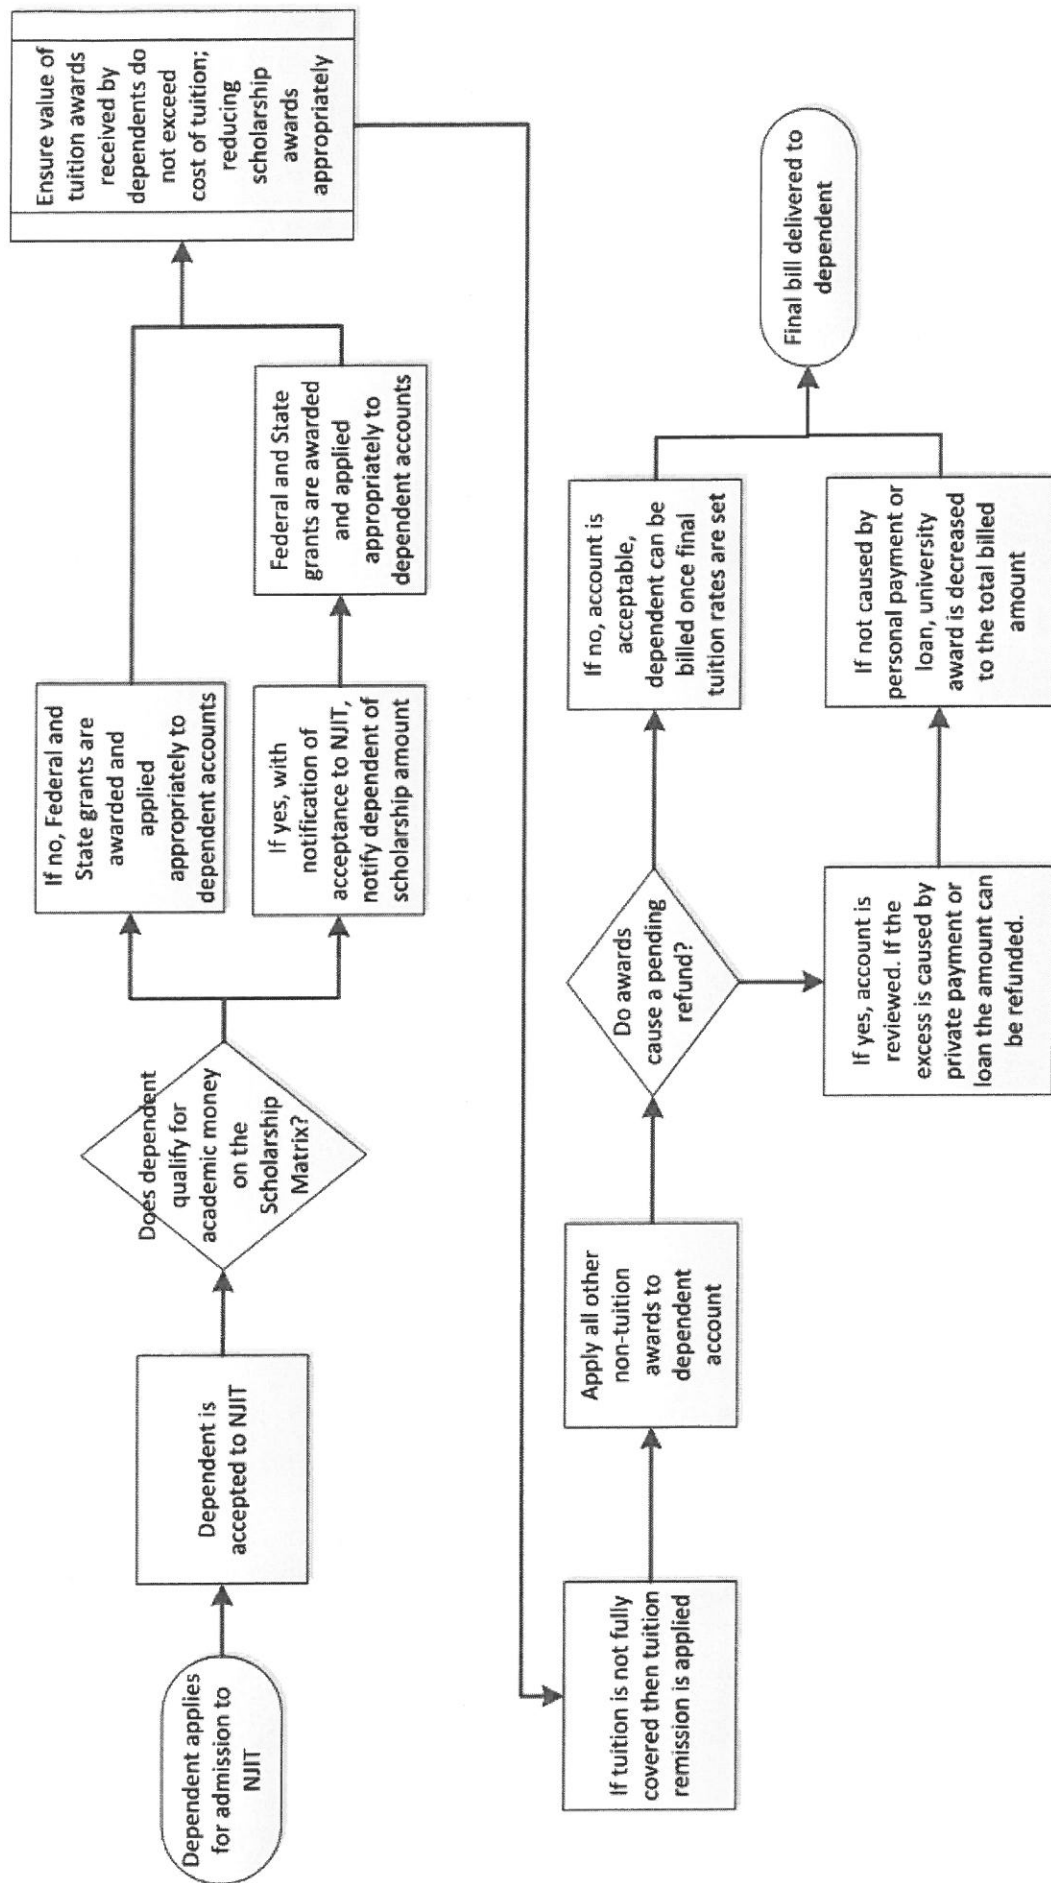 Dependent applies
for admission to
NJIT
Dependent is
accepted to NJIT
Does dependent
qualify for
academic money
on the
Scholarship
Matrix?
If no, Federal and
State grants are
awarded and
applied
appropriately to
dependent accounts
If yes, with
notification of
acceptance to NJIT,
notify dependent of
scholarship amount
Federal and State
grants are awarded
and applied
appropriately to
dependent accounts
Ensure value of
tuition awards
received by
dependents do
not exceed
cost of tuition;
reducing
scholarship
awards
appropriately
If tuition is not fully
covered then tuition
remission is applied
Apply all other
non-tuition
awards to
dependent
account
Do awards
cause a pending
refund?
If no, account is
acceptable,
dependent can be
billed once final
tuition rates are set
If yes, account is
reviewed. If the
excess is caused by
private payment or
loan the amount can
be refunded.
If not caused by
personal payment or
loan, university
award is decreased
to the total billed
amount
Final bill delivered to
dependent